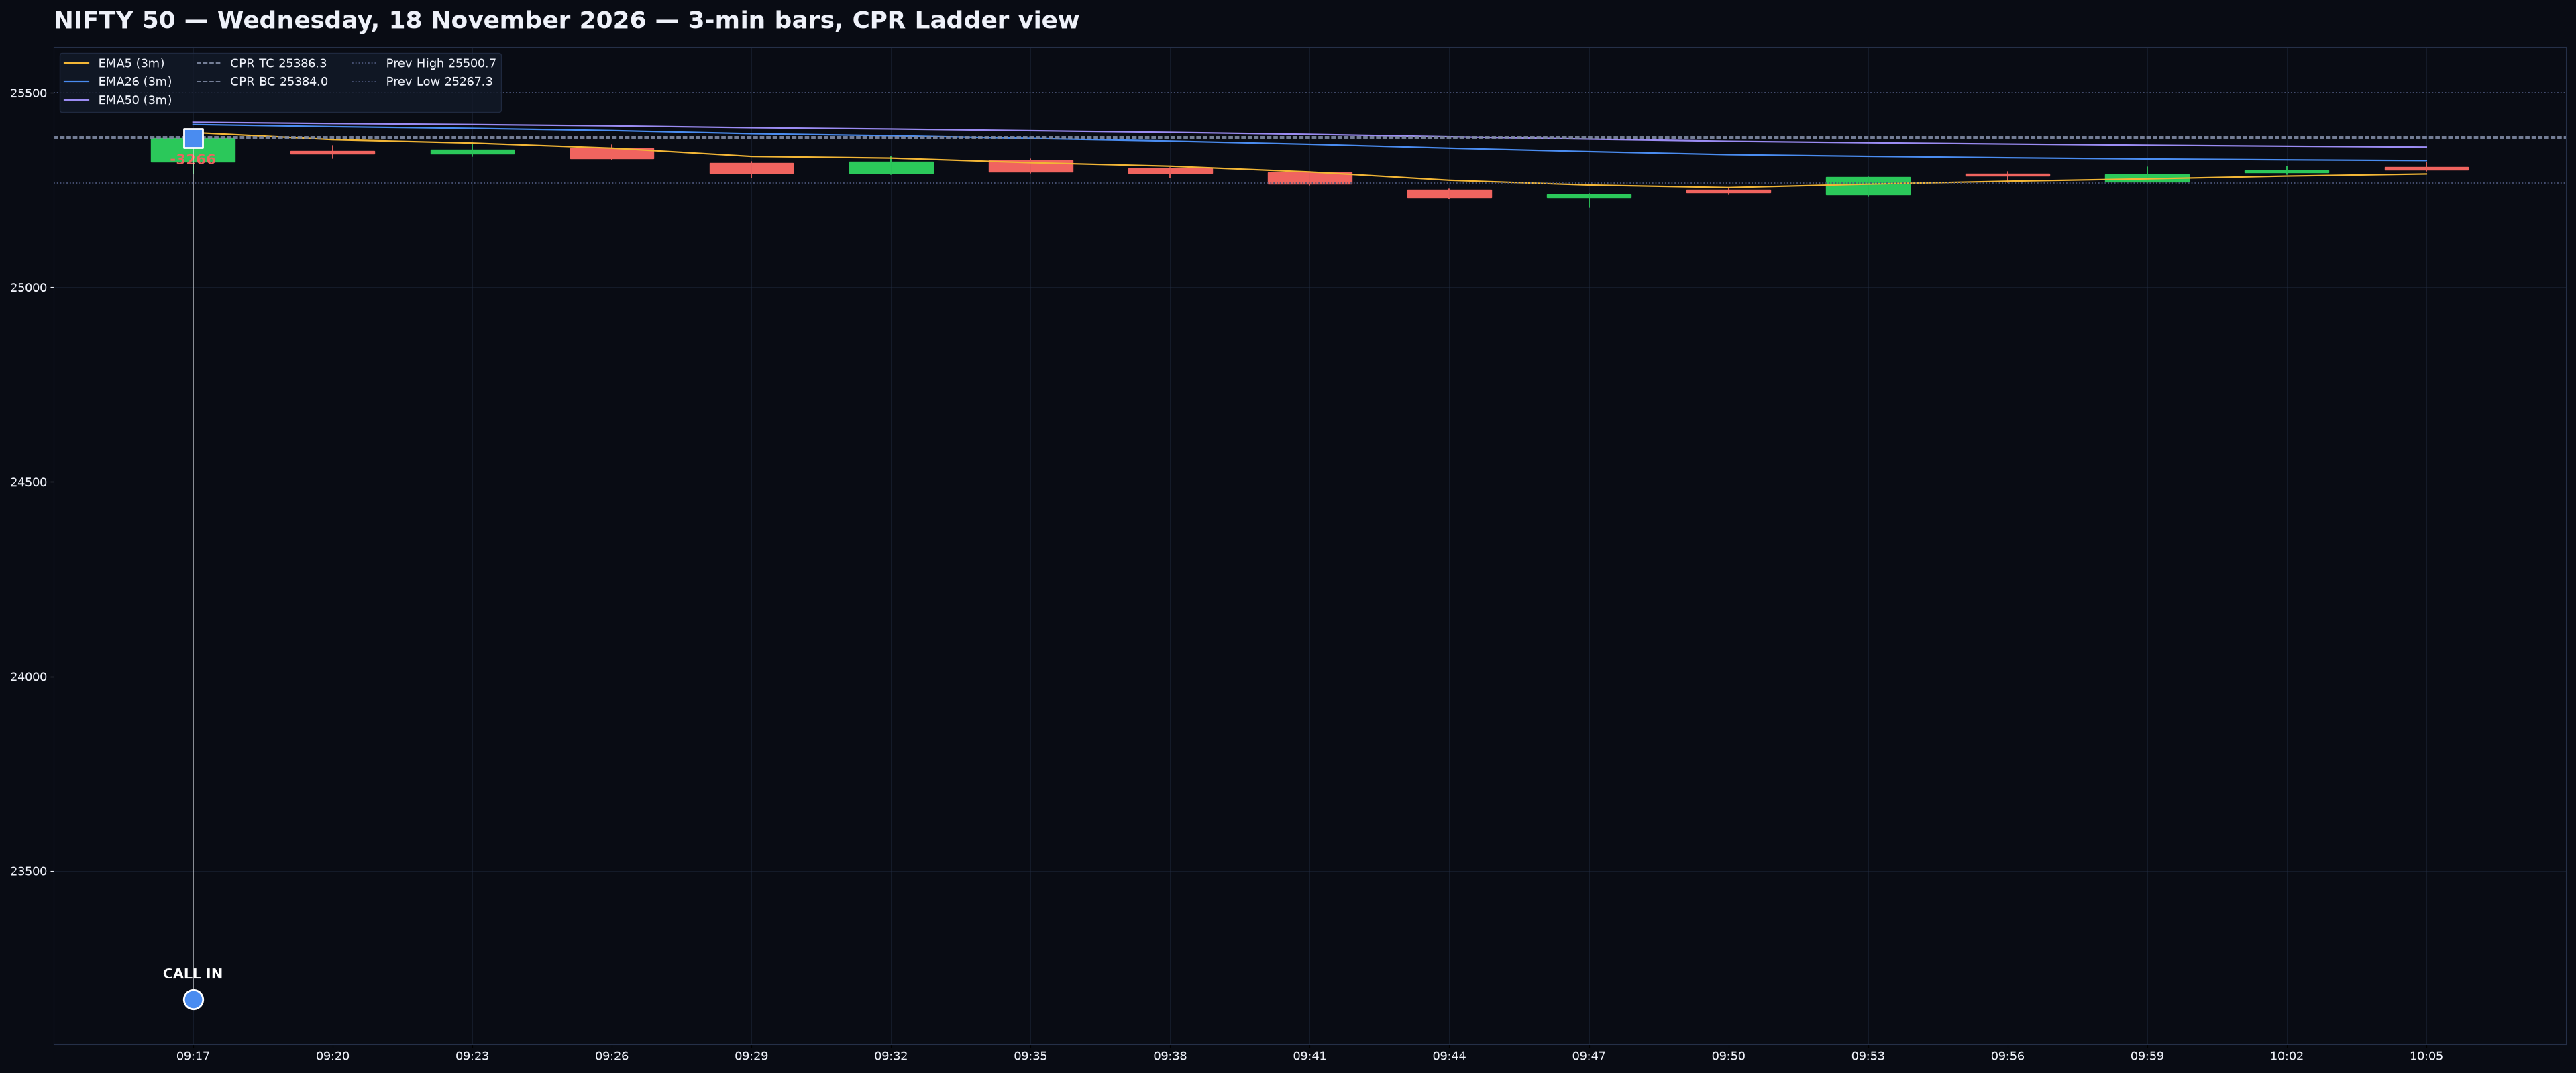 NIFTY 50 — Wednesday, 18 November 2026 — 3-min bars, CPR Ladder view
EMA5 (3m)
EMA26 (3m)
EMA50 (3m)
CPR TC 25386.3
CPR BC 25384.0
Prev High 25500.7
Prev Low 25267.3
25500
25000
24500
24000
23500
-3266
CALL IN
09:17 09:20 09:23 09:26 09:29 09:32 09:35 09:38 09:41 09:44 09:47 09:50 09:53 09:56 09:59 10:02 10:05